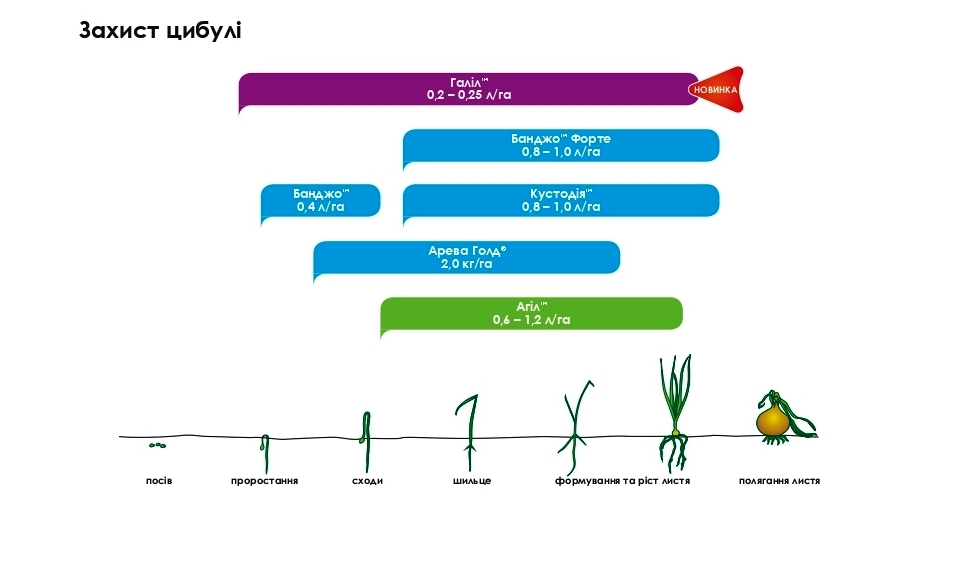 Захист цибулі
Галіл™
0,2 – 0,25 л/га
НОВИНКА
Банджо™ Форте
0,8 – 1,0 л/га
Банджо™
0,4 л/га
Кустодія™
0,8 – 1,0 л/га
Арева Голд®
2,0 кг/га
Агіл™
0,6 – 1,2 л/га
посів
проростання
сходи
шильце
формування та ріст листя
полягання листя